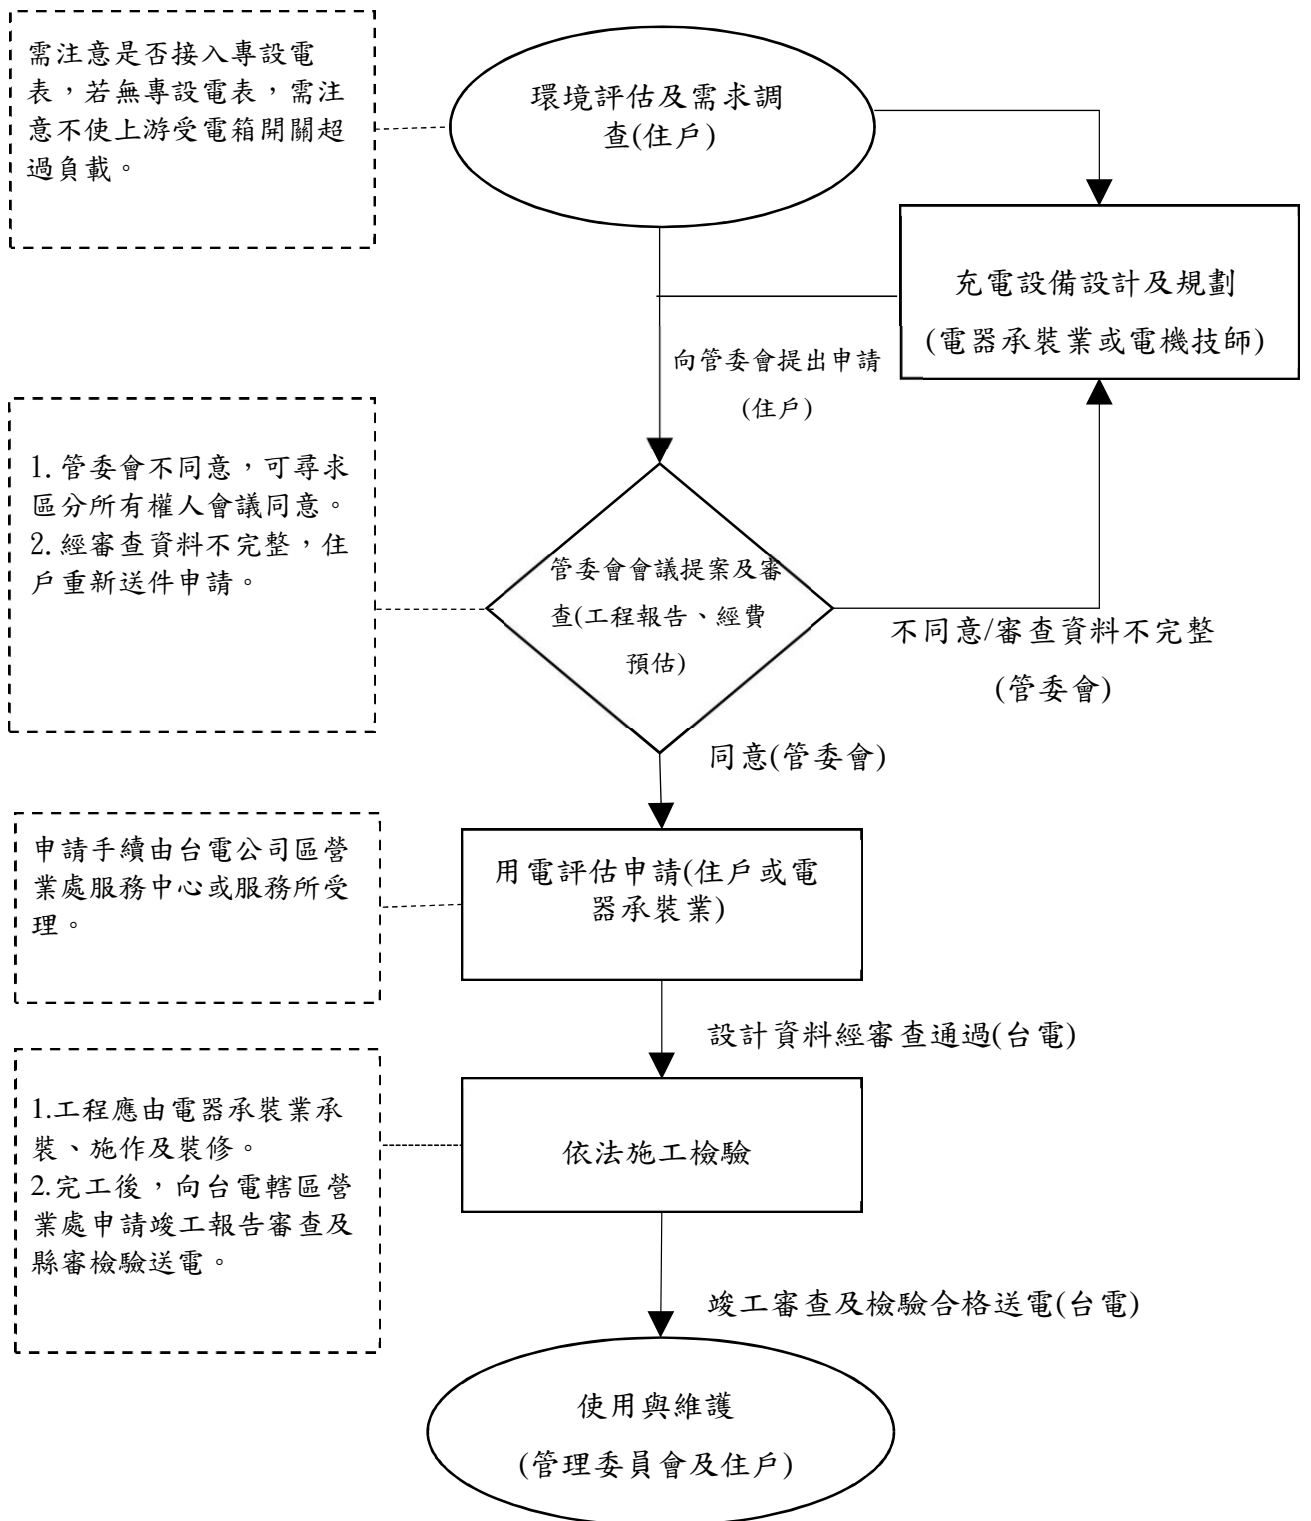 需注意是否接入專設電
表，若無專設電表，需注
意不使上游受電箱開關超
過負載。
環境評估及需求調
查(住戶)
充電設備設計及規劃
(電器承裝業或電機技師)
向管委會提出申請
(住戶)
1. 管委會不同意，可尋求
區分所有權人會議同意。
2. 經審查資料不完整，住
戶重新送件申請。
管委會會議提案及審
查(工程報告、經費
預估)
不同意/審查資料不完整
(管委會)
同意(管委會)
申請手續由台電公司區營
業處服務中心或服務所受
理。
用電評估申請(住戶或電
器承裝業)
設計資料經審查通過(台電)
1.工程應由電器承裝業承
裝、施作及裝修。
2.完工後，向台電轄區營
業處申請竣工報告審查及
縣審檢驗送電。
依法施工檢驗
竣工審查及檢驗合格送電(台電)
使用與維護
(管理委員會及住戶)